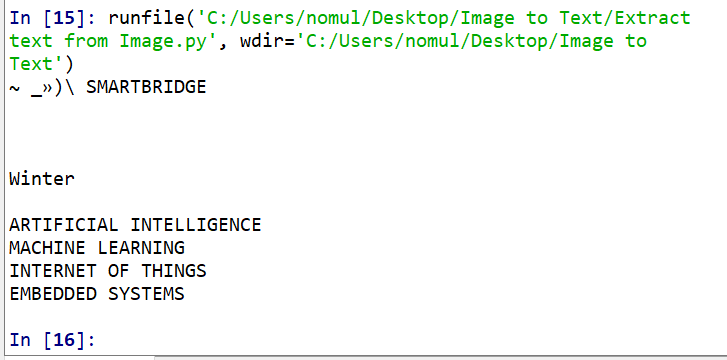 In [15]: runfile('C:/Users/nomul/Desktop/Image to Text/Extract
text from Image.py', wdir='C:/Users/nomul/Desktop/Image to
Text')
~ _»)\ SMARTBRIDGE
Winter
ARTIFICIAL INTELLIGENCE
MACHINE LEARNING
INTERNET OF THINGS
EMBEDDED SYSTEMS
In [16]: